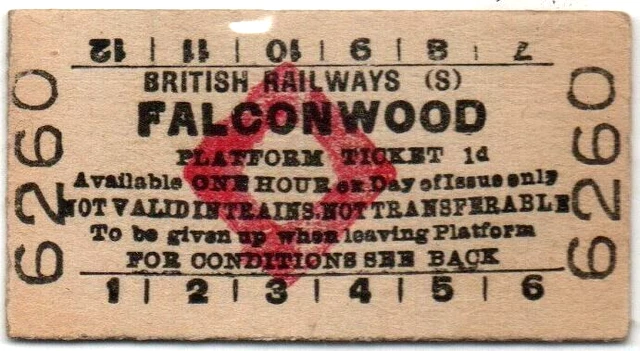 12 | 11 | 10 | 9 | 8 | 7
BRITISH RAILWAYS (S)
FALCONWOOD
PLATFORM TICKET 1d
Available ONE HOUR on Day of Issue only
NOT VALID IN TRAINS. NOT TRANSFERABLE
To be given up when leaving Platform
FOR CONDITIONS SEE BACK
1 | 2 | 3 | 4 | 5 | 6
6260
6260